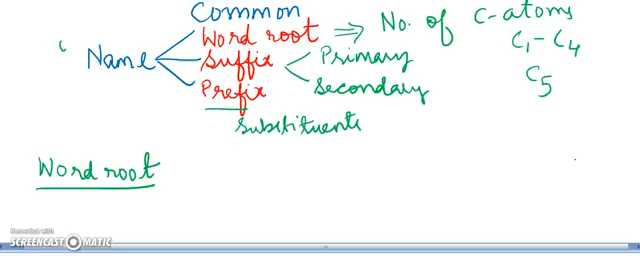 Common
Word root ⇒ No. of C-atoms
C1 - C4
Name Suffix Primary
C5
Prefix Secondary
Substituents
Word root
Recorded with
SCREENCAST-O-MATIC